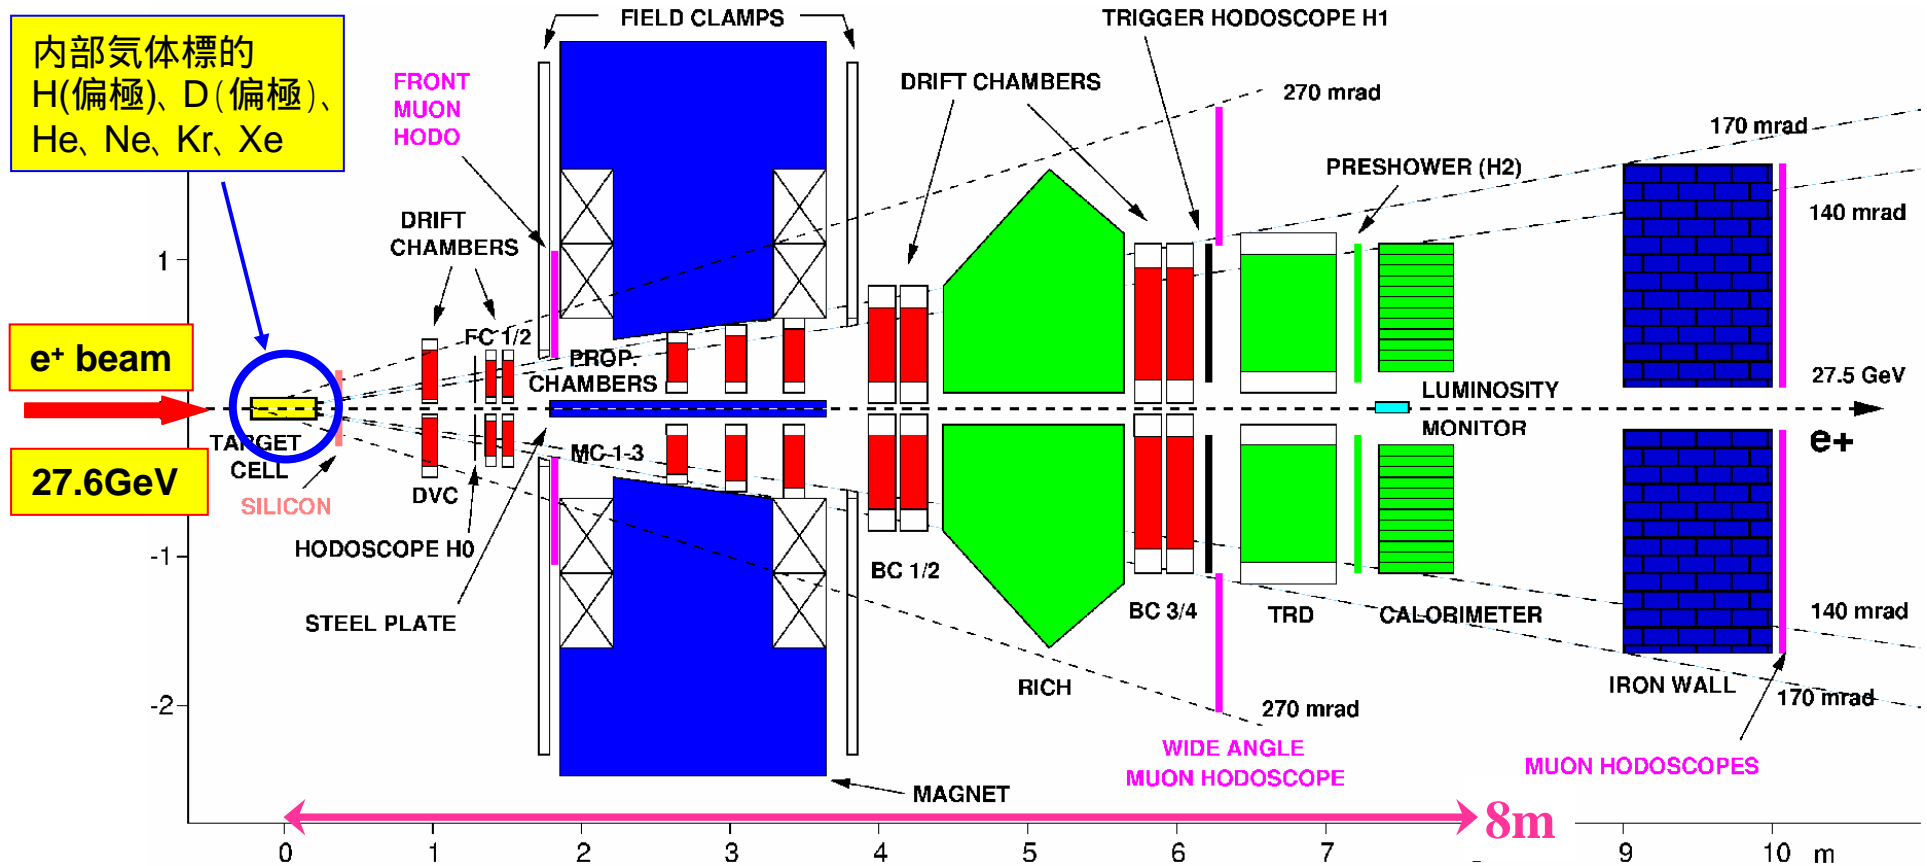 FIELD CLAMPS
TRIGGER HODOSCOPE H1
内部気体標的
H(偏極)、D(偏極)、
He、Ne、Kr、Xe
FRONT
MUON
HODO
DRIFT CHAMBERS
270 mrad
170 mrad
PRESHOWER (H2)
140 mrad
DRIFT
CHAMBERS
1
FC 1/2
e+ beam
PROP.
CHAMBERS
27.5 GeV
LUMINOSITY
MONITOR
e+
TARGET
CELL
MC 1-3
27.6GeV
SILICON
DVC
HODOSCOPE H0
-1
BC 1/2
STEEL PLATE
BC 3/4
TRD
CALORIMETER
140 mrad
RICH
IRON WALL
170 mrad
-2
270 mrad
WIDE ANGLE
MUON HODOSCOPE
MUON HODOSCOPES
MAGNET
8m
0 1 2 3 4 5 6 7 9 10 m